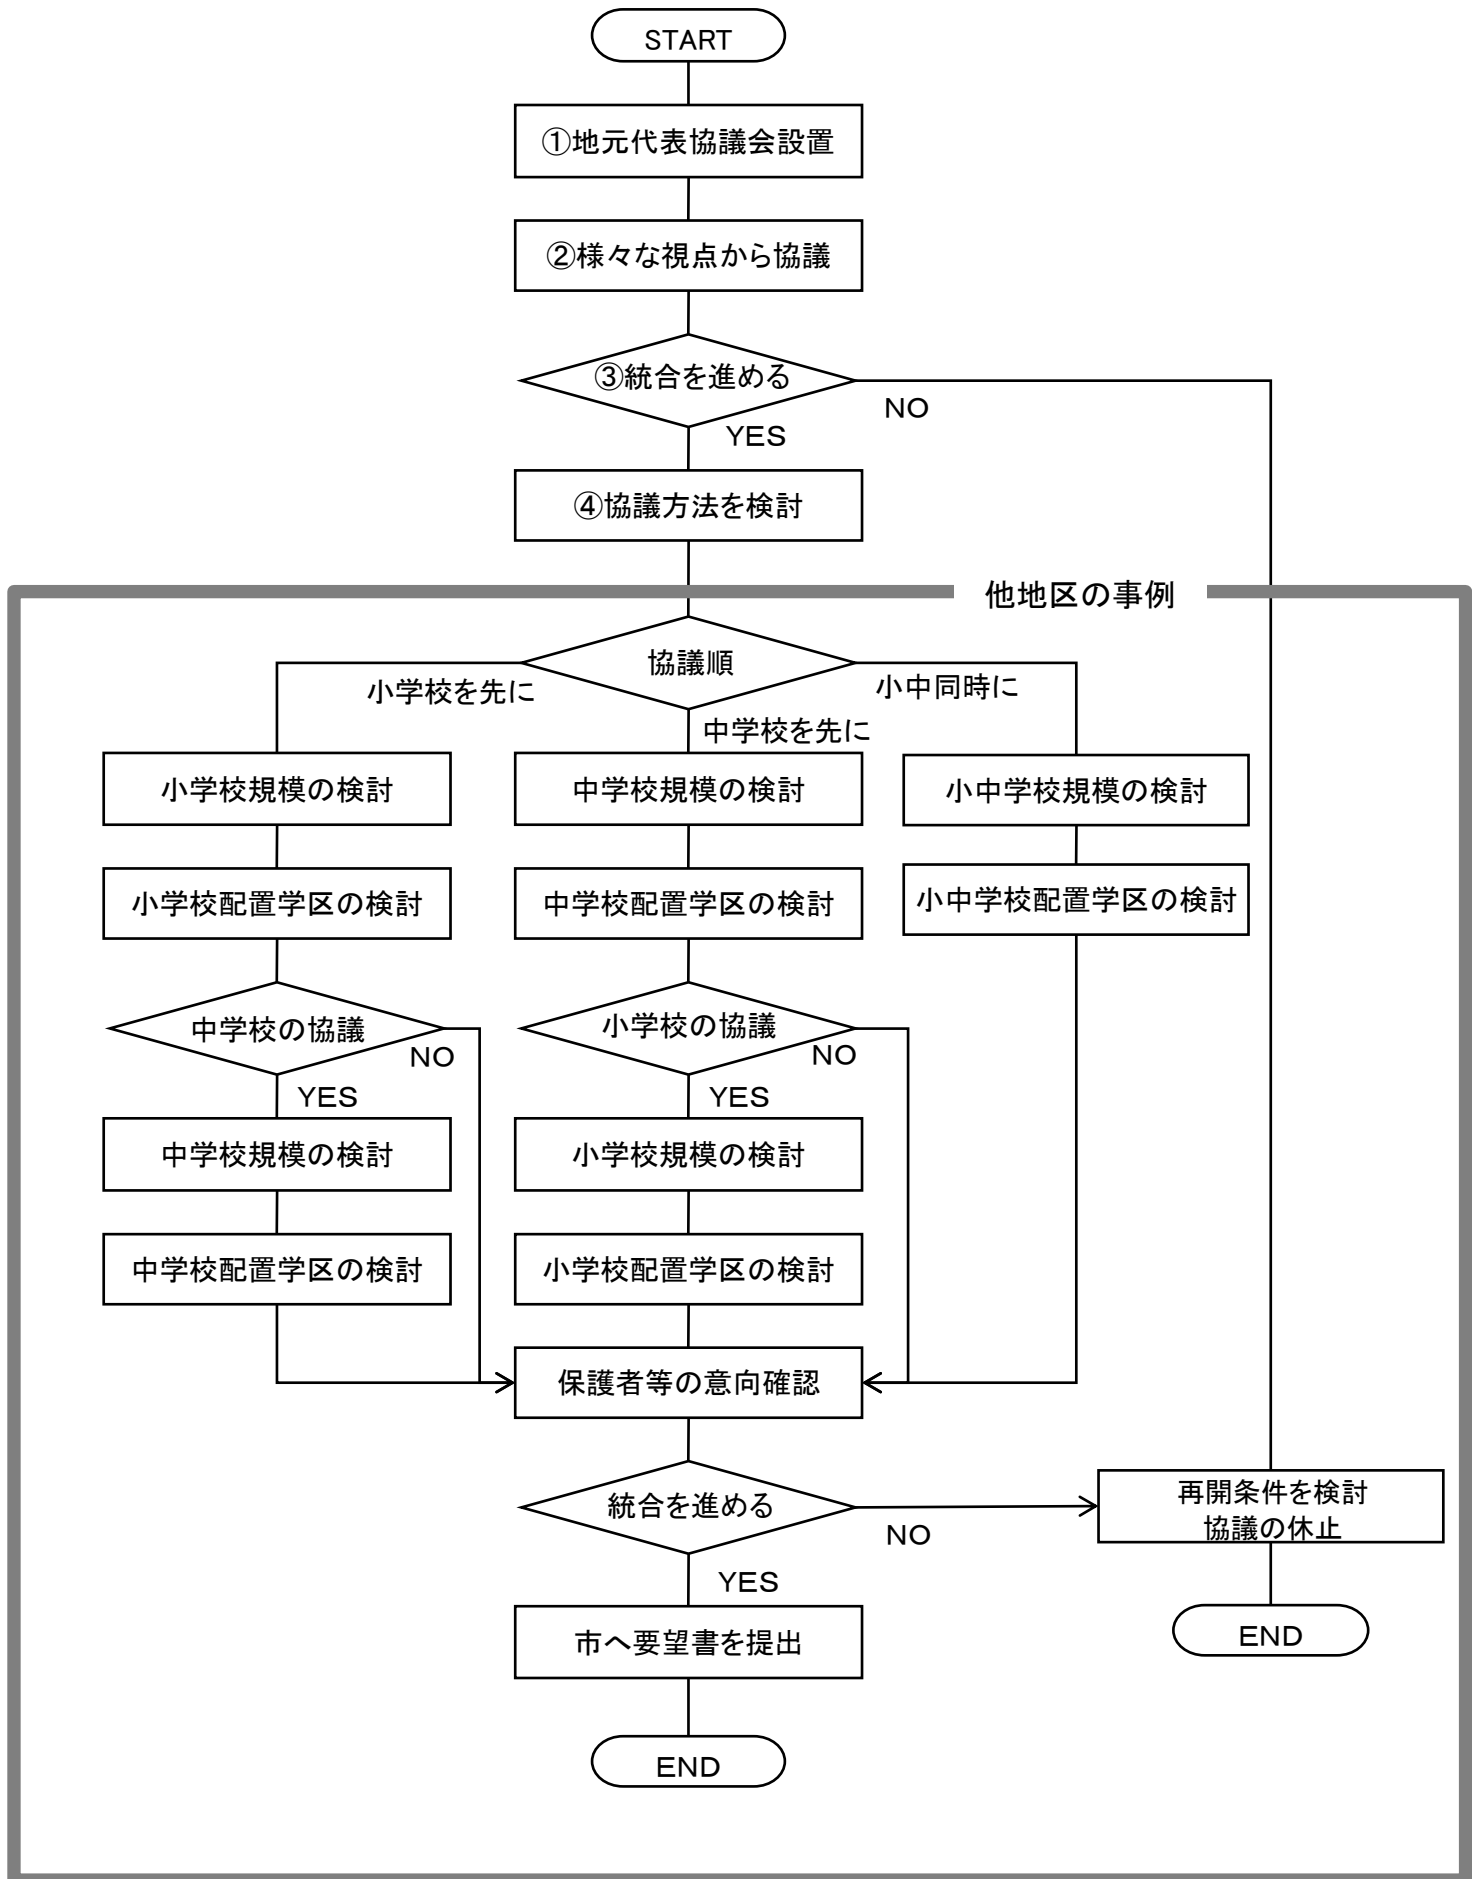 START
①地元代表協議会設置
②様々な視点から協議
③統合を進める
NO
YES
④協議方法を検討
他地区の事例
協議順
小学校を先に
小中同時に
中学校を先に
小学校規模の検討
中学校規模の検討
小中学校規模の検討
小学校配置学区の検討
中学校配置学区の検討
小中学校配置学区の検討
中学校の協議
小学校の協議
NO
NO
YES
YES
中学校規模の検討
小学校規模の検討
中学校配置学区の検討
小学校配置学区の検討
保護者等の意向確認
統合を進める
再開条件を検討
協議の休止
NO
YES
市へ要望書を提出
END
END